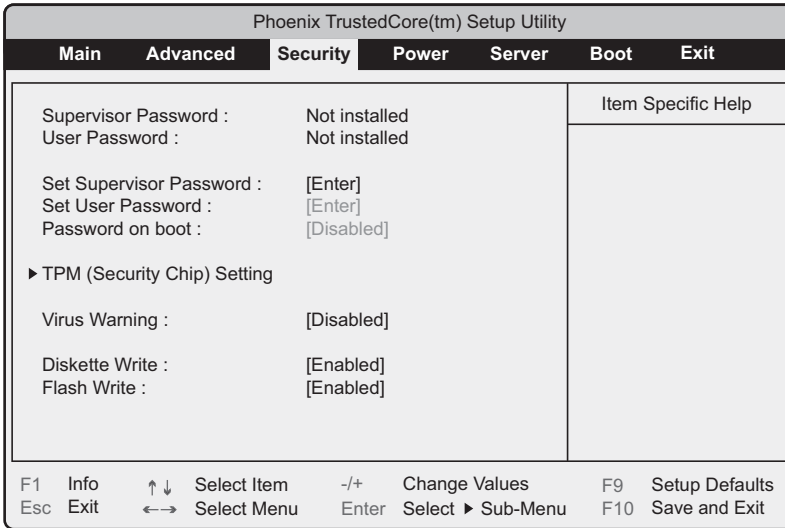 Phoenix TrustedCore(tm) Setup Utility
Main Advanced Security Power Server Boot Exit
Supervisor Password : Not installed
User Password : Not installed
Set Supervisor Password : [Enter]
Set User Password : [Enter]
Password on boot : [Disabled]
TPM (Security Chip) Setting
Virus Warning : [Disabled]
Diskette Write : [Enabled]
Flash Write : [Enabled]
Item Specific Help
F1 Info ↑↓ Select Item -/+ Change Values F9 Setup Defaults
Esc Exit ←→ Select Menu Enter Select ▶ Sub-Menu F10 Save and Exit